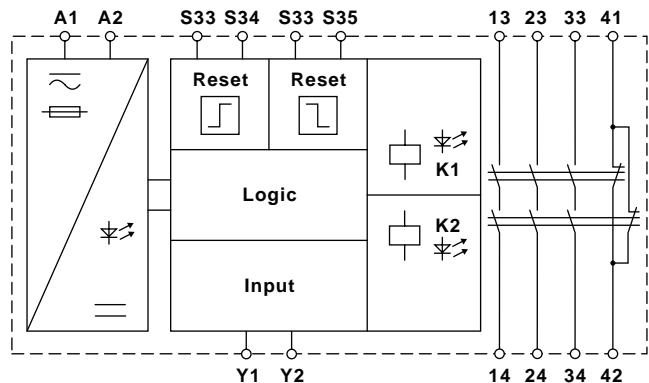 A1 A2 S33 S34 S33 S35 13 23 33 41
Reset Reset
K1
Logic
K2
Input
Y1 Y2 14 24 34 42